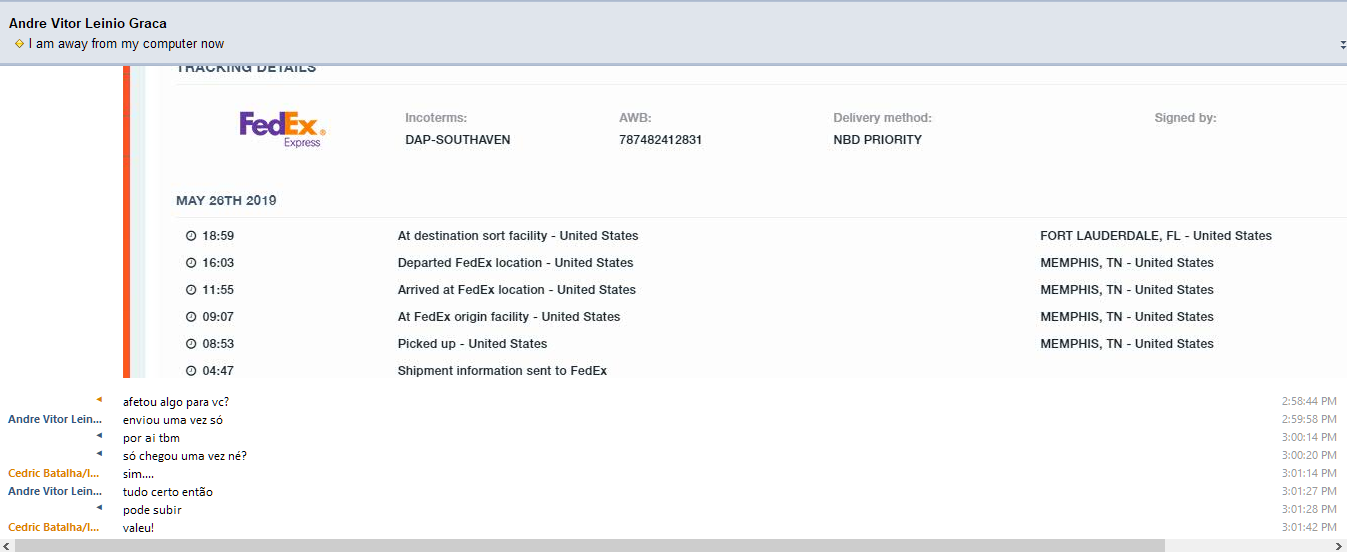 Andre Vitor Leinio Graca
I am away from my computer now
TRACKING DETAILS
FedEx® Express
Incoterms: AWB: Delivery method: Signed by:
DAP-SOUTHAVEN 787482412831 NBD PRIORITY
MAY 26TH 2019
18:59 At destination sort facility - United States FORT LAUDERDALE, FL - United States
16:03 Departed FedEx location - United States MEMPHIS, TN - United States
11:55 Arrived at FedEx location - United States MEMPHIS, TN - United States
09:07 At FedEx origin facility - United States MEMPHIS, TN - United States
08:53 Picked up - United States MEMPHIS, TN - United States
04:47 Shipment information sent to FedEx
afetou algo para vc? 2:58:44 PM
Andre Vitor Lein... enviou uma vez só 2:59:58 PM
por ai tbm 3:00:14 PM
só chegou uma vez né? 3:00:20 PM
Cedric Batalha/I... sim.... 3:01:14 PM
Andre Vitor Lein... tudo certo então 3:01:27 PM
pode subir 3:01:28 PM
Cedric Batalha/I... valeu! 3:01:42 PM